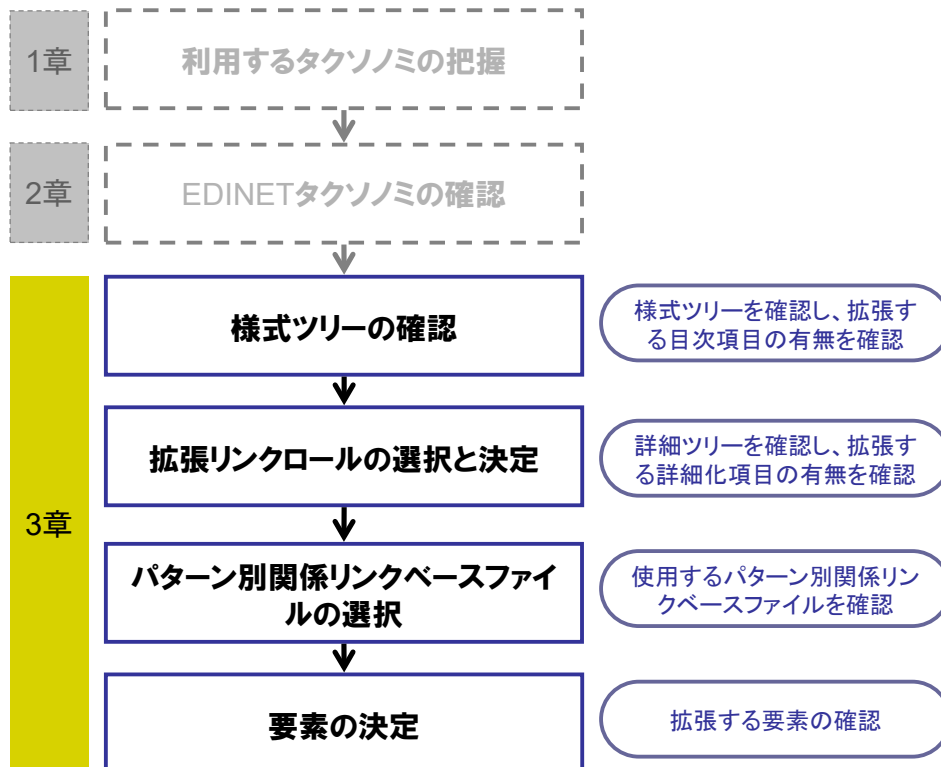 1章
利用するタクソノミの把握
2章
EDINETタクソノミの確認
3章
様式ツリーの確認
様式ツリーを確認し、拡張す
る目次項目の有無を確認
拡張リンクロールの選択と決定
詳細ツリーを確認し、拡張す
る詳細化項目の有無を確認
パターン別関係リンクベースファイ
ルの選択
使用するパターン別関係リン
クベースファイルを確認
要素の決定
拡張する要素の確認